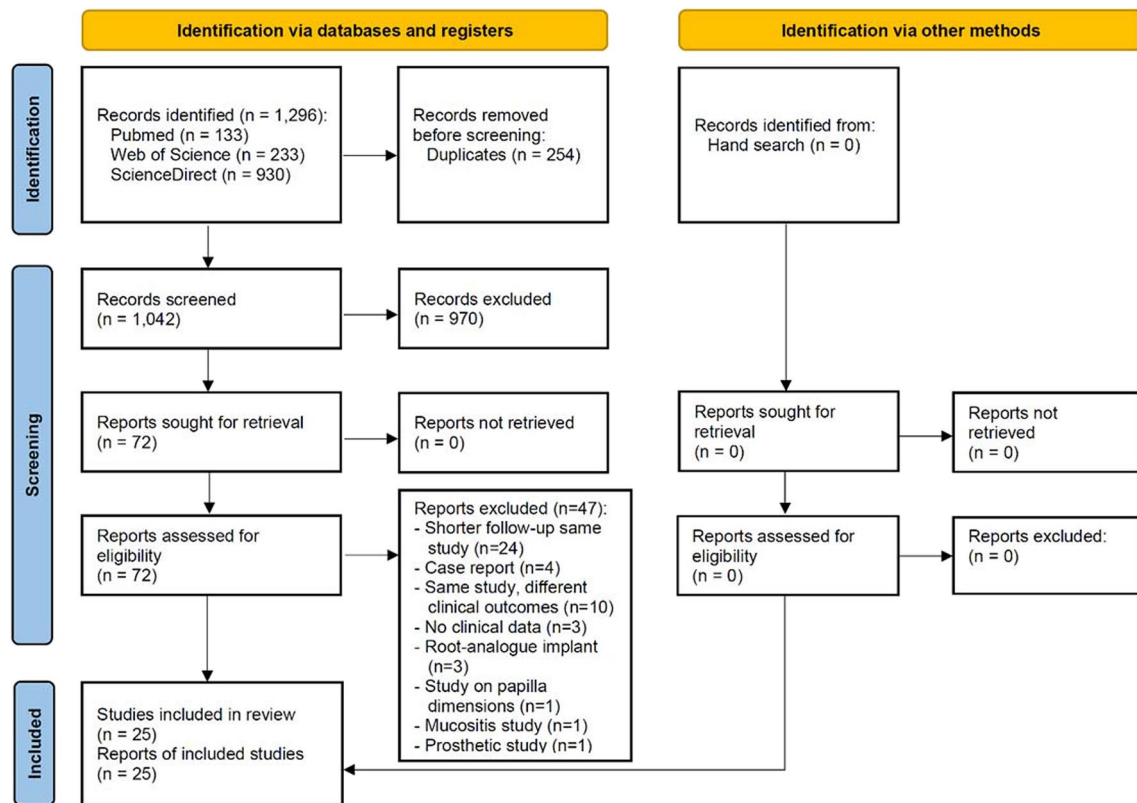 Identification via databases and registers
Identification via other methods
Identification
Records identified (n = 1,296):
Pubmed (n = 133)
Web of Science (n = 233)
ScienceDirect (n = 930)
Records removed
before screening:
Duplicates (n = 254)
Records identified from:
Hand search (n = 0)
Screening
Records screened
(n = 1,042)
Records excluded
(n = 970)
Reports sought for retrieval
(n = 72)
Reports not retrieved
(n = 0)
Reports sought for
retrieval
(n = 0)
Reports not
retrieved
(n = 0)
Reports assessed for
eligibility
(n = 72)
Reports excluded (n=47):
- Shorter follow-up same
study (n=24)
- Case report (n=4)
- Same study, different
clinical outcomes (n=10)
- No clinical data (n=3)
- Root-analogue implant
(n=3)
- Study on papilla
dimensions (n=1)
- Mucositis study (n=1)
- Prosthetic study (n=1)
Reports assessed for
eligibility
(n = 0)
Reports excluded:
(n = 0)
Included
Studies included in review
(n = 25)
Reports of included studies
(n = 25)